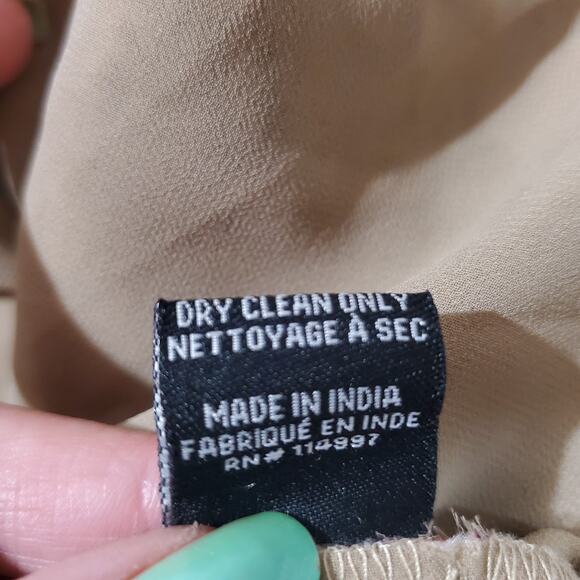 DRY CLEAN ONLY
NETTOYAGE À SEC
MADE IN INDIA
FABRIQUÉ EN INDE
RN# 114997